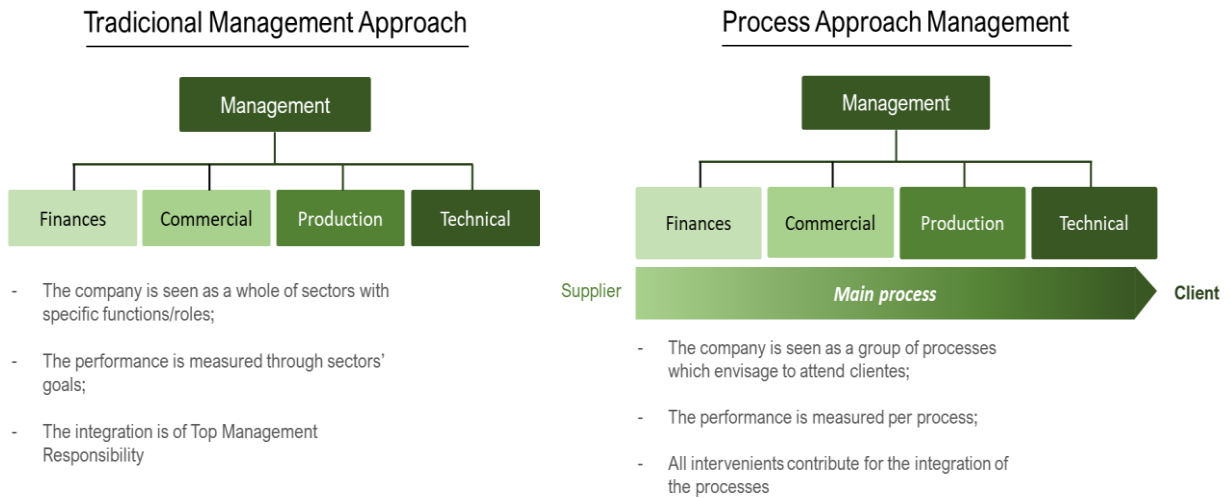 Tradicional Management Approach
Management
Finances
Commercial
Production
Technical
- The company is seen as a whole of sectors with
specific functions/roles;
- The performance is measured through sectors'
goals;
- The integration is of Top Management
Responsibility
Process Approach Management
Management
Finances
Commercial
Production
Technical
Supplier
Main process
Client
- The company is seen as a group of processes
which envisage to attend clientes;
- The performance is measured per process;
- All intervenients contribute for the integration of
the processes